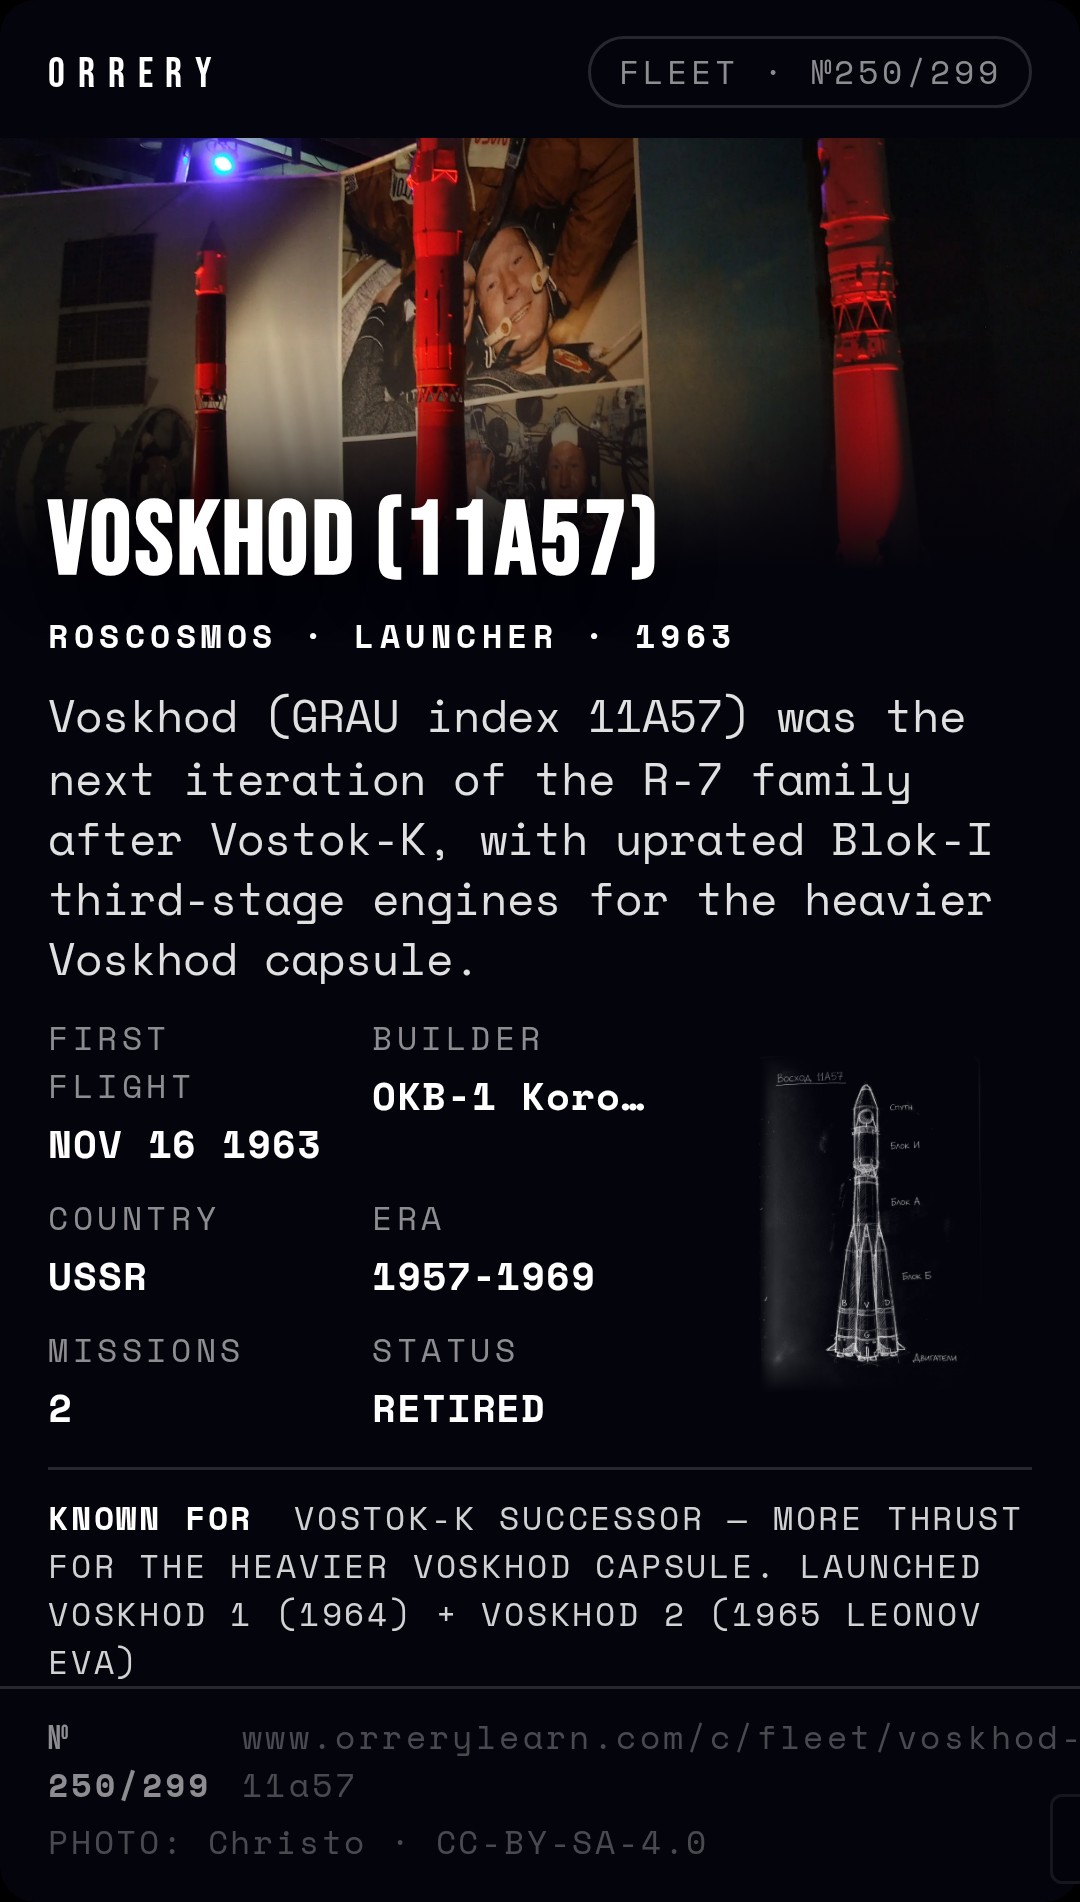 ORRERY
FLEET · №250/299
VOSKHOD (11A57)
ROSCOSMOS · LAUNCHER · 1963
Voskhod (GRAU index 11A57) was the
next iteration of the R-7 family
after Vostok-K, with uprated Blok-I
third-stage engines for the heavier
Voskhod capsule.
FIRST
FLIGHT
NOV 16 1963
BUILDER
OKB-1 Koro…
COUNTRY
USSR
ERA
1957-1969
MISSIONS
2
STATUS
RETIRED
Восход 11А57
Блок И
Блок А
Блок Б
Двигатели
KNOWN FOR VOSTOK-K SUCCESSOR — MORE THRUST
FOR THE HEAVIER VOSKHOD CAPSULE. LAUNCHED
VOSKHOD 1 (1964) + VOSKHOD 2 (1965 LEONOV
EVA)
№
250/299
www.orrerylearn.com/c/fleet/voskhod-
11a57
PHOTO: Christo · CC-BY-SA-4.0